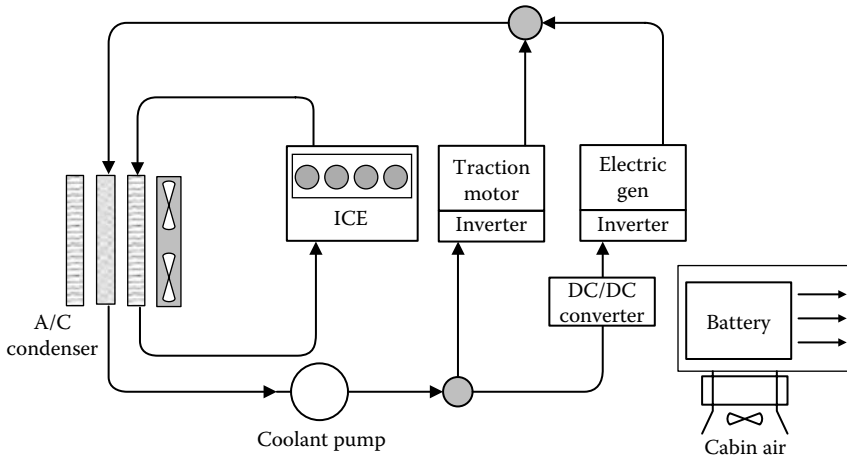 Traction
motor
Inverter
Electric
gen
Inverter
ICE
DC/DC
converter
Battery
A/C
condenser
Coolant pump
Cabin air